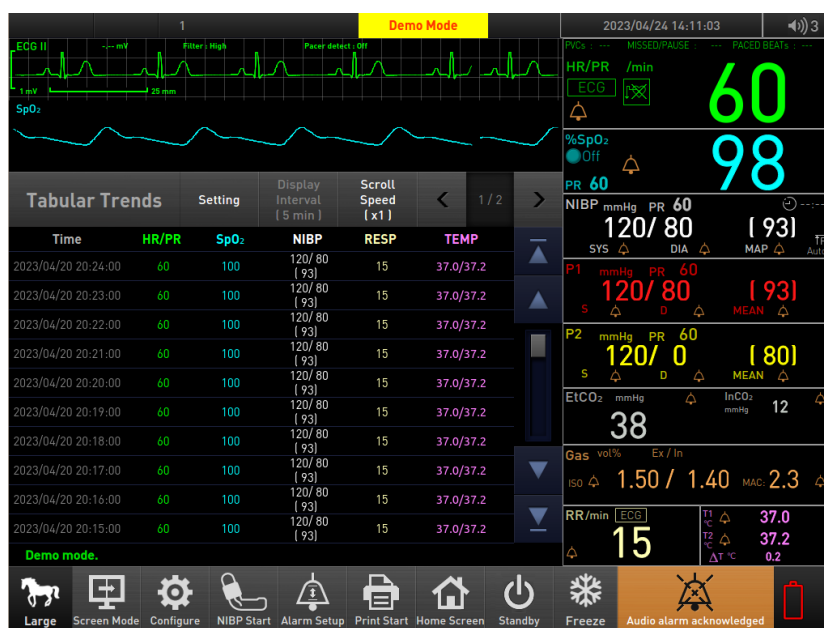 1 Demo Mode 2023/04/24 14:11:03 3
ECG II -.-- mV Filter : High Pacer detect : Off
1 mV 25 mm
SpO₂
PVCs : --- MISSED/PAUSE : --- PACED BEATs : ---
HR/PR /min
ECG
60
%SpO₂
Off
98
PR 60
Tabular Trends Setting Display Interval ( 5 min ) Scroll Speed ( x1 ) < 1/2 >
NIBP mmHg PR 60 --:--
120/ 80 ( 93)
SYS DIA MAP Auto
P1 mmHg PR 60
120/ 80 ( 93)
S D MEAN
P2 mmHg PR 60
120/ 0 ( 80)
S D MEAN
EtCO₂ mmHg InCO₂ mmHg
38 12
Gas vol% Ex / In
ISO 1.50 / 1.40 MAC: 2.3
RR/min ECG
15
T1 °C 37.0
T2 °C 37.2
ΔT °C 0.2
Time HR/PR SpO₂ NIBP RESP TEMP
2023/04/20 20:24:00 60 100 120/ 80 ( 93) 15 37.0/37.2
2023/04/20 20:23:00 60 100 120/ 80 ( 93) 15 37.0/37.2
2023/04/20 20:22:00 60 100 120/ 80 ( 93) 15 37.0/37.2
2023/04/20 20:21:00 60 100 120/ 80 ( 93) 15 37.0/37.2
2023/04/20 20:20:00 60 100 120/ 80 ( 93) 15 37.0/37.2
2023/04/20 20:19:00 60 100 120/ 80 ( 93) 15 37.0/37.2
2023/04/20 20:18:00 60 100 120/ 80 ( 93) 15 37.0/37.2
2023/04/20 20:17:00 60 100 120/ 80 ( 93) 15 37.0/37.2
2023/04/20 20:16:00 60 100 120/ 80 ( 93) 15 37.0/37.2
2023/04/20 20:15:00 60 100 120/ 80 ( 93) 15 37.0/37.2
Demo mode.
Large Screen Mode Configure NIBP Start Alarm Setup Print Start Home Screen Standby Freeze Audio alarm acknowledged